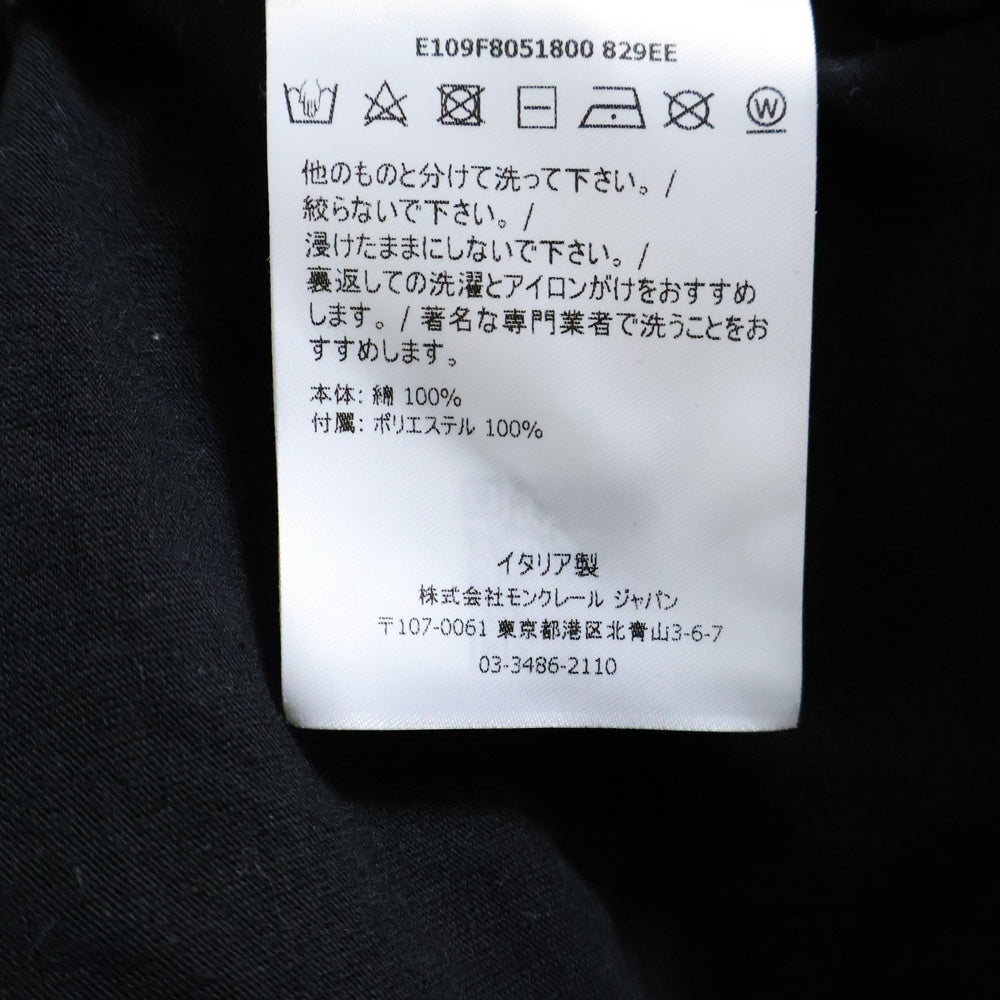 E109F8051800 829EE
W
他のものと分けて洗って下さい。/
絞らないで下さい。/
浸けたままにしないで下さい。/
裏返しての洗濯とアイロンがけをおすすめ
します。/ 著名な専門業者で洗うことをお
すすめします。
本体: 綿 100%
付属: ポリエステル 100%
イタリア製
株式会社モンクレール ジャパン
〒107-0061 東京都港区北青山3-6-7
03-3486-2110